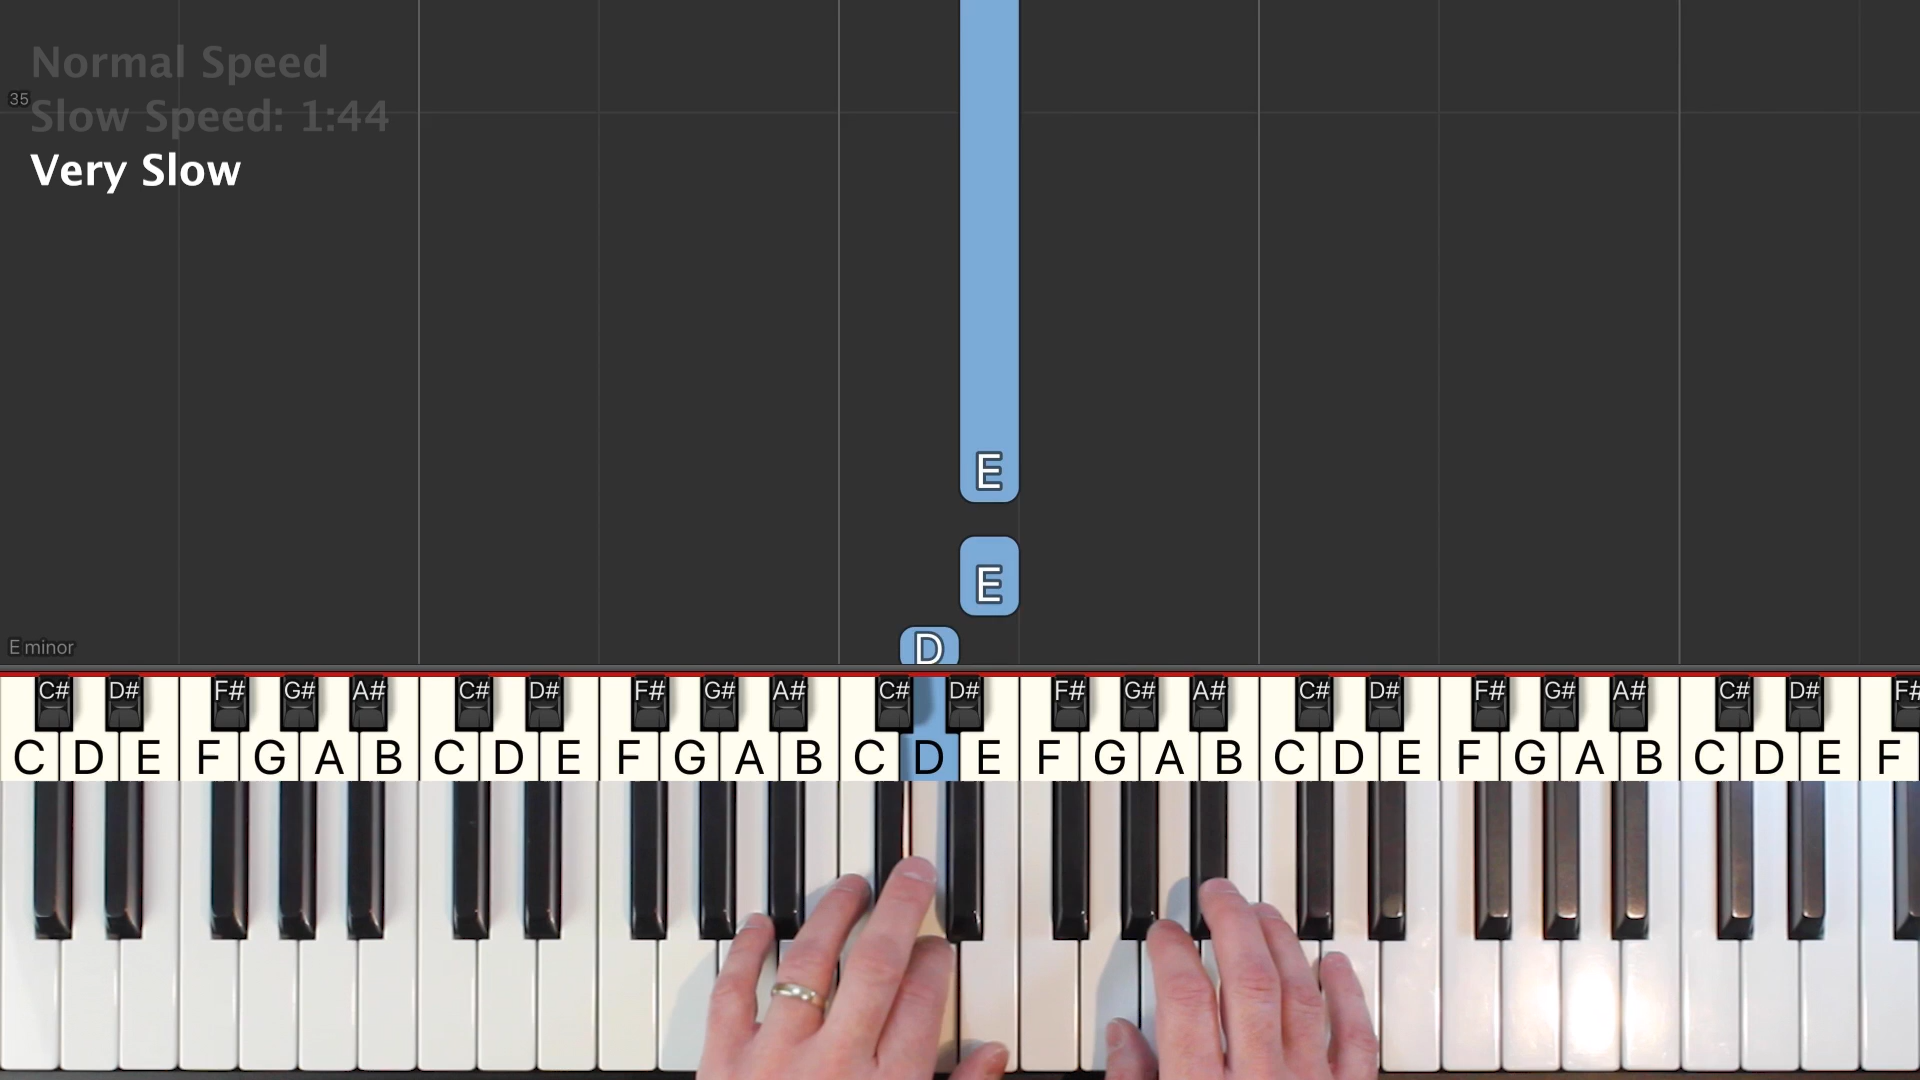 Normal Speed
35
Slow Speed: 1:44
Very Slow
E
E
D
E minor
C# D# F# G# A# C# D# F# G# A# C# D# F# G# A# C# D# F# G# A# C# D# F#
C D E F G A B C D E F G A B C D E F G A B C D E F G A B C D E F